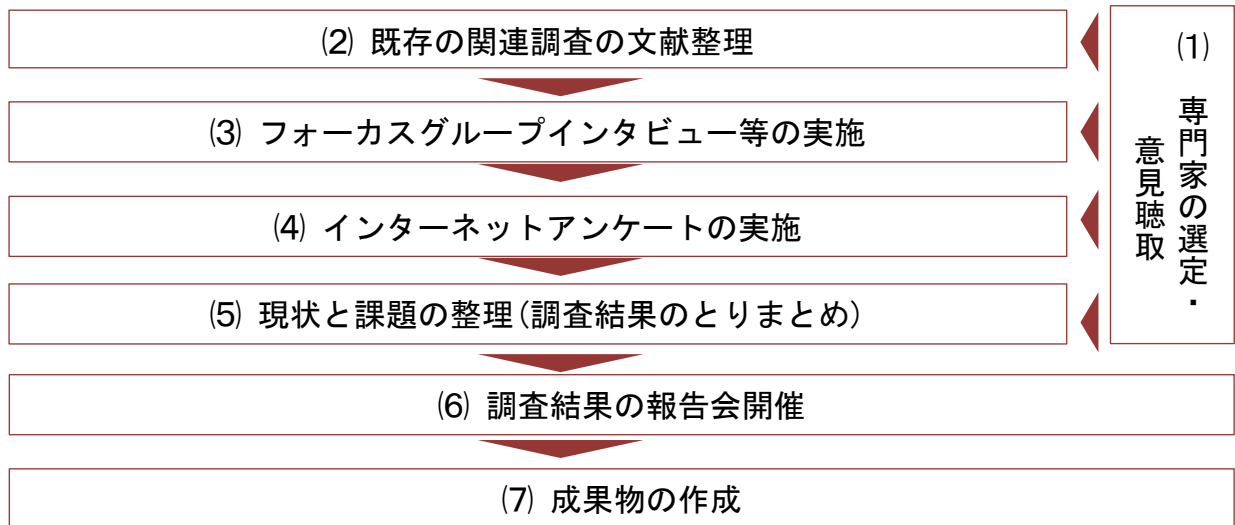 (2) 既存の関連調査の文献整理
(3) フォーカスグループインタビュー等の実施
(4) インターネットアンケートの実施
(5) 現状と課題の整理(調査結果のとりまとめ)
(1) 専門家の選定・
意見聴取
(6) 調査結果の報告会開催
(7) 成果物の作成